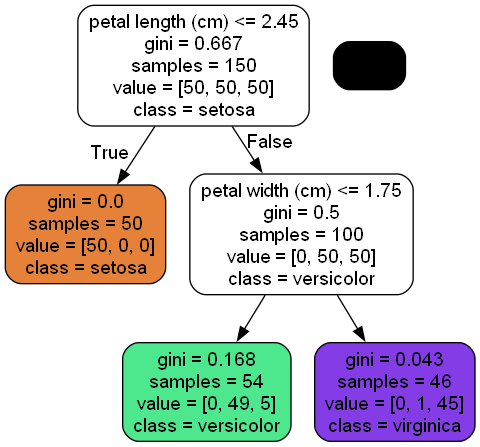 petal length (cm) <= 2.45
gini = 0.667
samples = 150
value = [50, 50, 50]
class = setosa
True
False
gini = 0.0
samples = 50
value = [50, 0, 0]
class = setosa
petal width (cm) <= 1.75
gini = 0.5
samples = 100
value = [0, 50, 50]
class = versicolor
gini = 0.168
samples = 54
value = [0, 49, 5]
class = versicolor
gini = 0.043
samples = 46
value = [0, 1, 45]
class = virginica